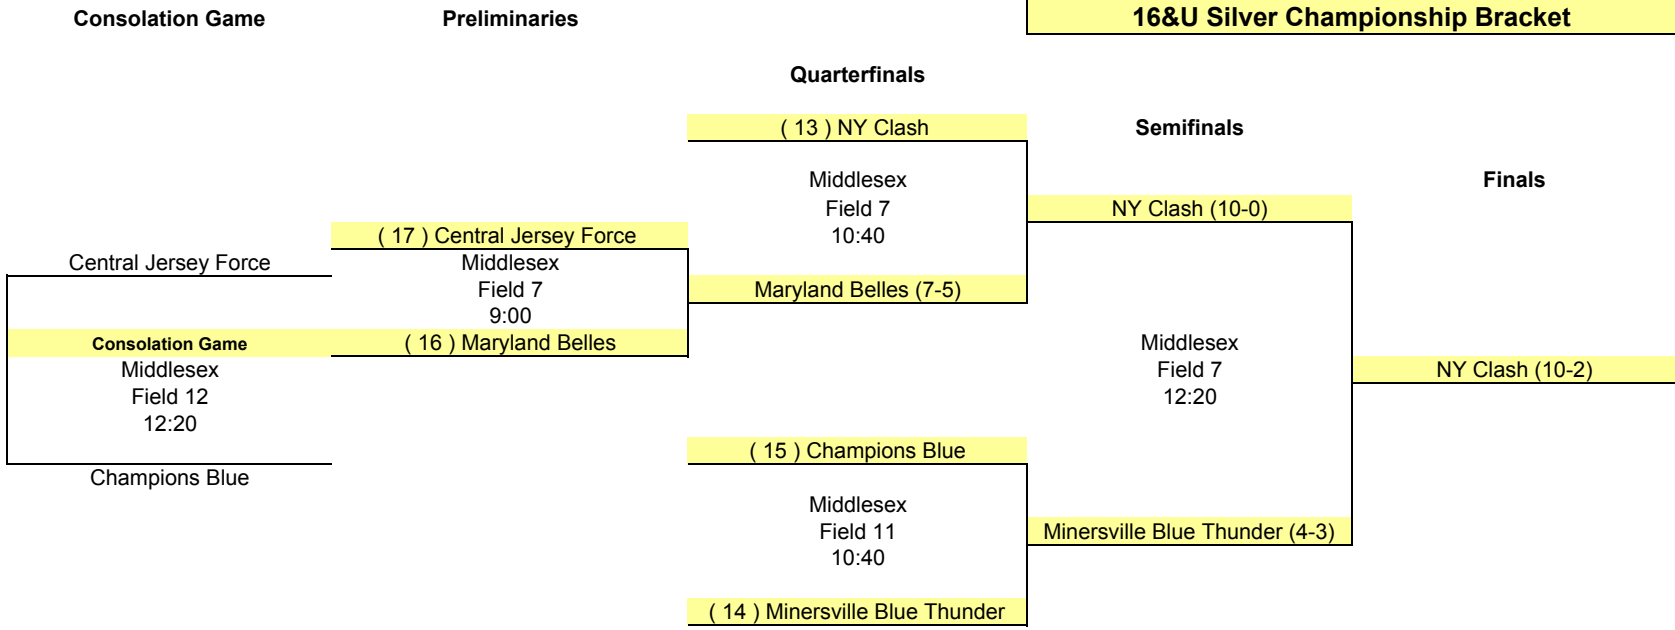 Consolation Game
Preliminaries
16&U Silver Championship Bracket
Quarterfinals
( 13 ) NY Clash
Semifinals
Middlesex
Finals
Field 7
NY Clash (10-0)
( 17 ) Central Jersey Force
10:40
Central Jersey Force
Middlesex
Field 7
Maryland Belles (7-5)
9:00
Consolation Game
( 16 ) Maryland Belles
Middlesex
Middlesex
Field 7
NY Clash (10-2)
Field 12
12:20
12:20
( 15 ) Champions Blue
Champions Blue
Middlesex
Field 11
Minersville Blue Thunder (4-3)
10:40
( 14 ) Minersville Blue Thunder